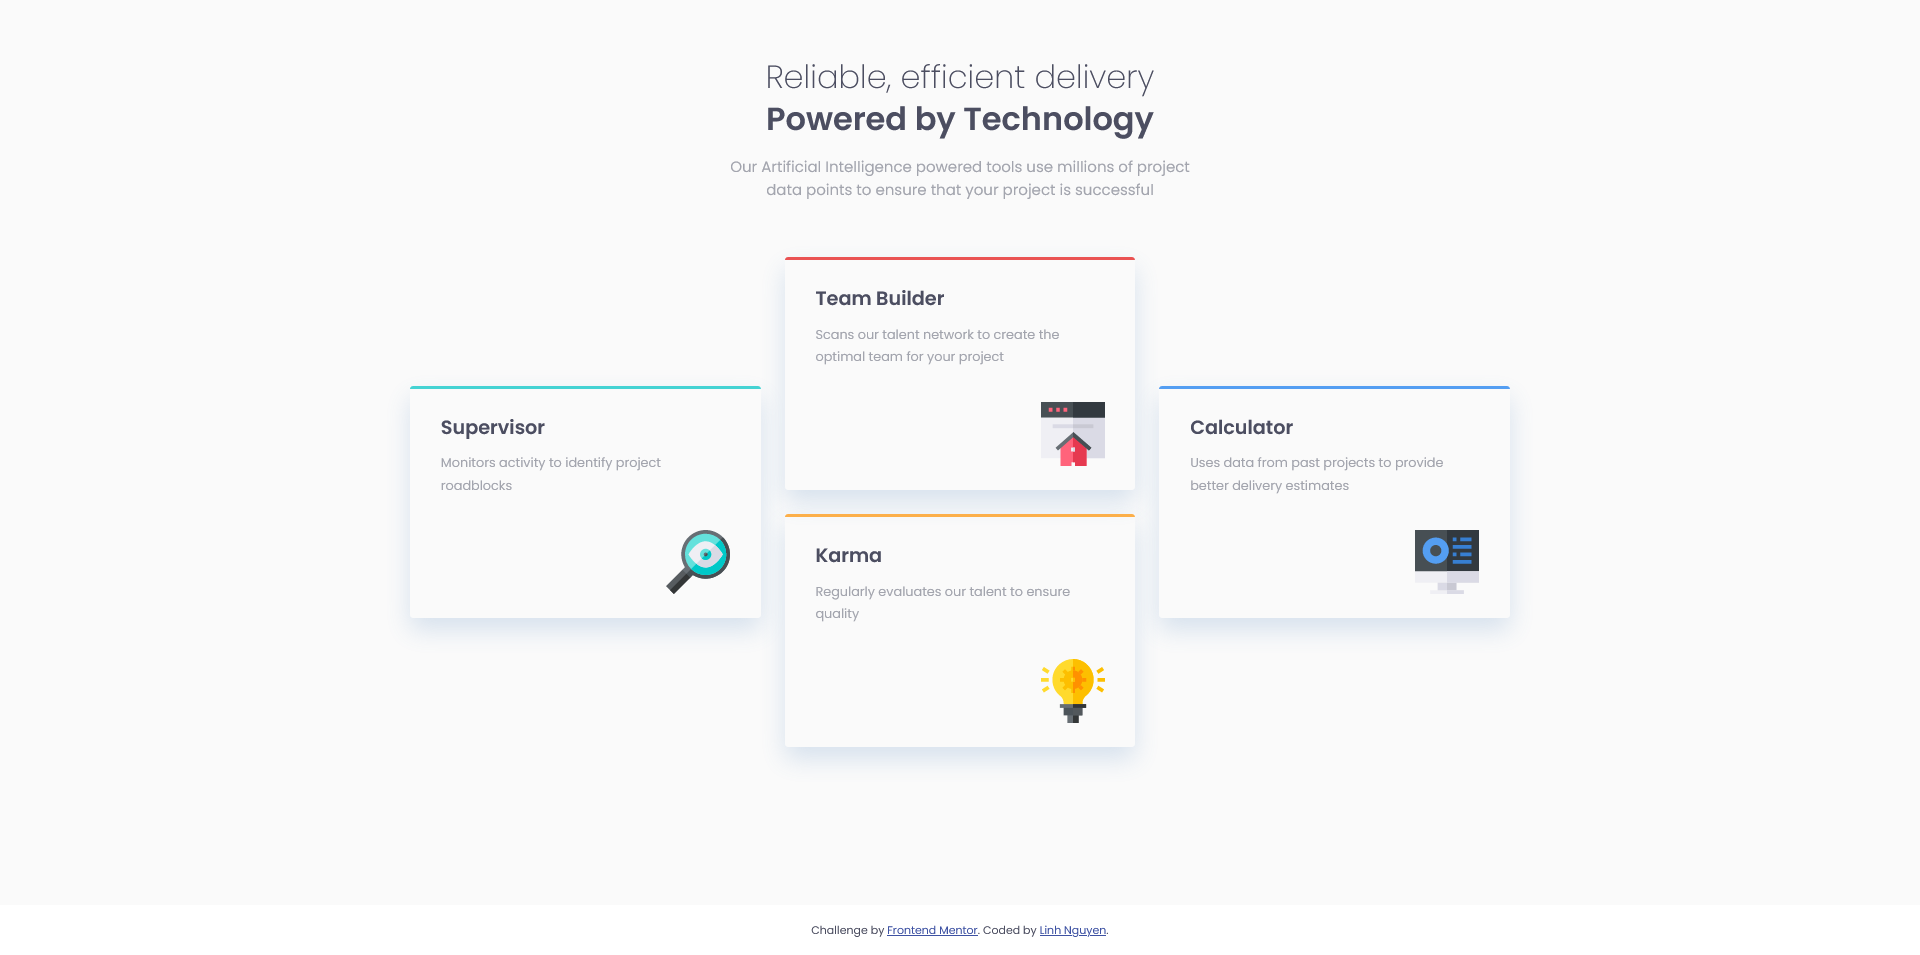 Reliable, efficient delivery
Powered by Technology
Our Artificial Intelligence powered tools use millions of project
data points to ensure that your project is successful
Team Builder
Scans our talent network to create the
optimal team for your project
Supervisor
Monitors activity to identify project
roadblocks
Calculator
Uses data from past projects to provide
better delivery estimates
Karma
Regularly evaluates our talent to ensure
quality
Challenge by Frontend Mentor. Coded by Linh Nguyen.